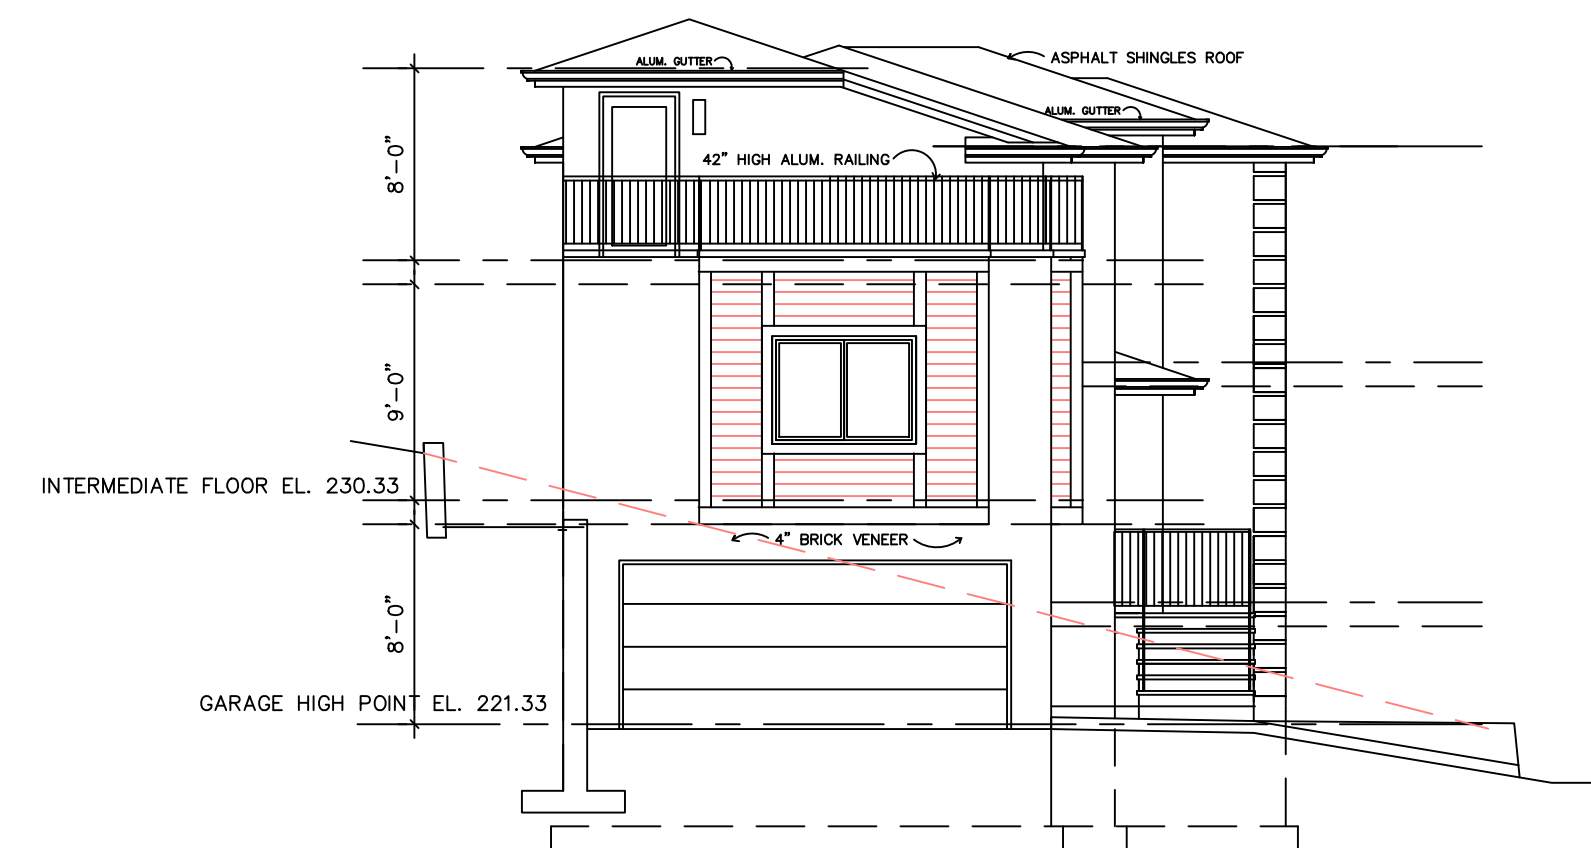 ALUM. GUTTER
ASPHALT SHINGLES ROOF
ALUM. GUTTER
8'-0"
42" HIGH ALUM. RAILING
9'-0"
INTERMEDIATE FLOOR EL. 230.33
4" BRICK VENEER
8'-0"
GARAGE HIGH POINT EL. 221.33